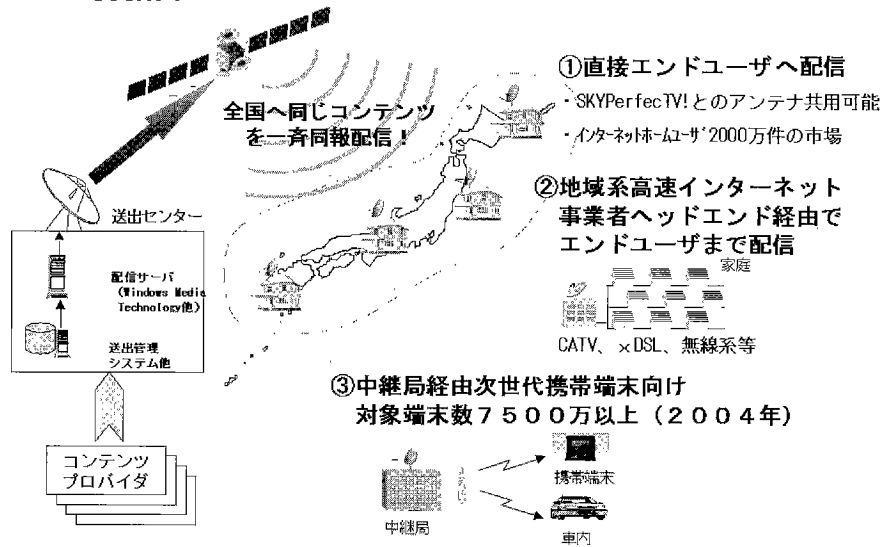 全国へ同じコンテンツ
を一斉同報配信!
①直接エンドユーザへ配信
・SKYPerfecTV!とのアンテナ共用可能
・インターネットホームユーザ2000万件の市場
②地域系高速インターネット
事業者ヘッドエンド経由で
エンドユーザまで配信
家庭
CATV、xDSL、無線系等
送出センター
配信サーバ
(Windows Media
Technology他)
送出管理
システム他
コンテンツ
プロバイダ
③中継局経由次世代携帯端末向け
対象端末数7500万以上(2004年)
中継局
携帯端末
車内